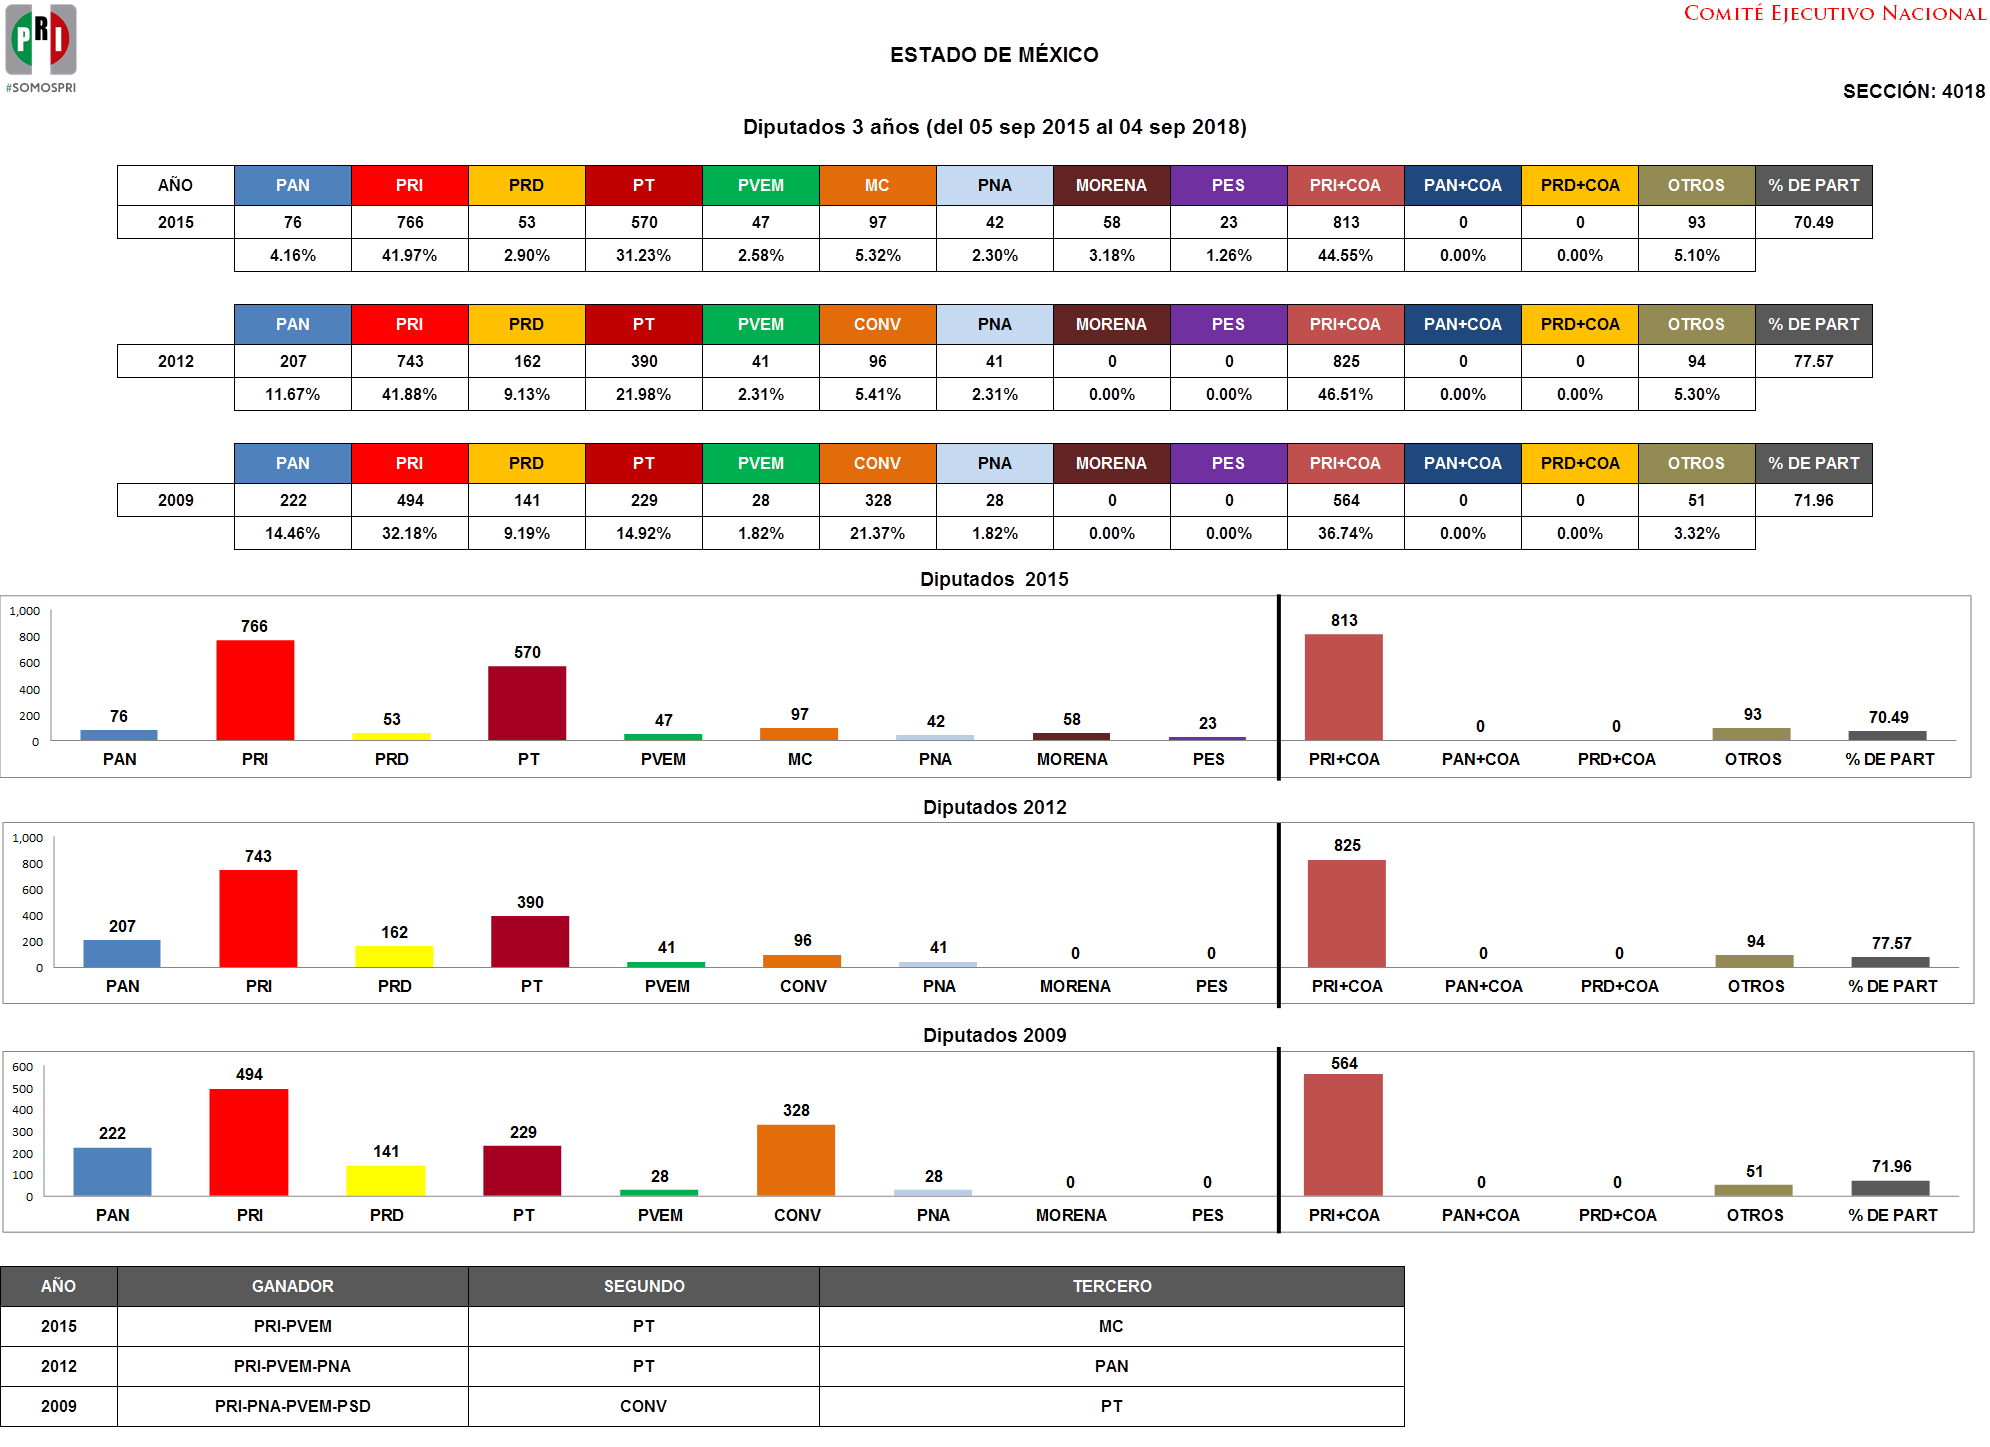 PRI
#SOMOSPRI
COMITÉ EJECUTIVO NACIONAL
ESTADO DE MÉXICO
SECCIÓN: 4018
Diputados 3 años (del 05 sep 2015 al 04 sep 2018)
AÑO PAN PRI PRD PT PVEM MC PNA MORENA PES PRI+COA PAN+COA PRD+COA OTROS % DE PART
2015 76 766 53 570 47 97 42 58 23 813 0 0 93 70.49
4.16% 41.97% 2.90% 31.23% 2.58% 5.32% 2.30% 3.18% 1.26% 44.55% 0.00% 0.00% 5.10%
PAN PRI PRD PT PVEM CONV PNA MORENA PES PRI+COA PAN+COA PRD+COA OTROS % DE PART
2012 207 743 162 390 41 96 41 0 0 825 0 0 94 77.57
11.67% 41.88% 9.13% 21.98% 2.31% 5.41% 2.31% 0.00% 0.00% 46.51% 0.00% 0.00% 5.30%
PAN PRI PRD PT PVEM CONV PNA MORENA PES PRI+COA PAN+COA PRD+COA OTROS % DE PART
2009 222 494 141 229 28 328 28 0 0 564 0 0 51 71.96
14.46% 32.18% 9.19% 14.92% 1.82% 21.37% 1.82% 0.00% 0.00% 36.74% 0.00% 0.00% 3.32%
Diputados 2015
1,000
800
600
400
200
0
76 766 53 570 47 97 42 58 23 813 0 0 93 70.49
PAN PRI PRD PT PVEM MC PNA MORENA PES PRI+COA PAN+COA PRD+COA OTROS % DE PART
Diputados 2012
1,000
800
600
400
200
0
207 743 162 390 41 96 41 0 0 825 0 0 94 77.57
PAN PRI PRD PT PVEM CONV PNA MORENA PES PRI+COA PAN+COA PRD+COA OTROS % DE PART
Diputados 2009
600
500
400
300
200
100
0
222 494 141 229 28 328 28 0 0 564 0 0 51 71.96
PAN PRI PRD PT PVEM CONV PNA MORENA PES PRI+COA PAN+COA PRD+COA OTROS % DE PART
AÑO GANADOR SEGUNDO TERCERO
2015 PRI-PVEM PT MC
2012 PRI-PVEM-PNA PT PAN
2009 PRI-PNA-PVEM-PSD CONV PT